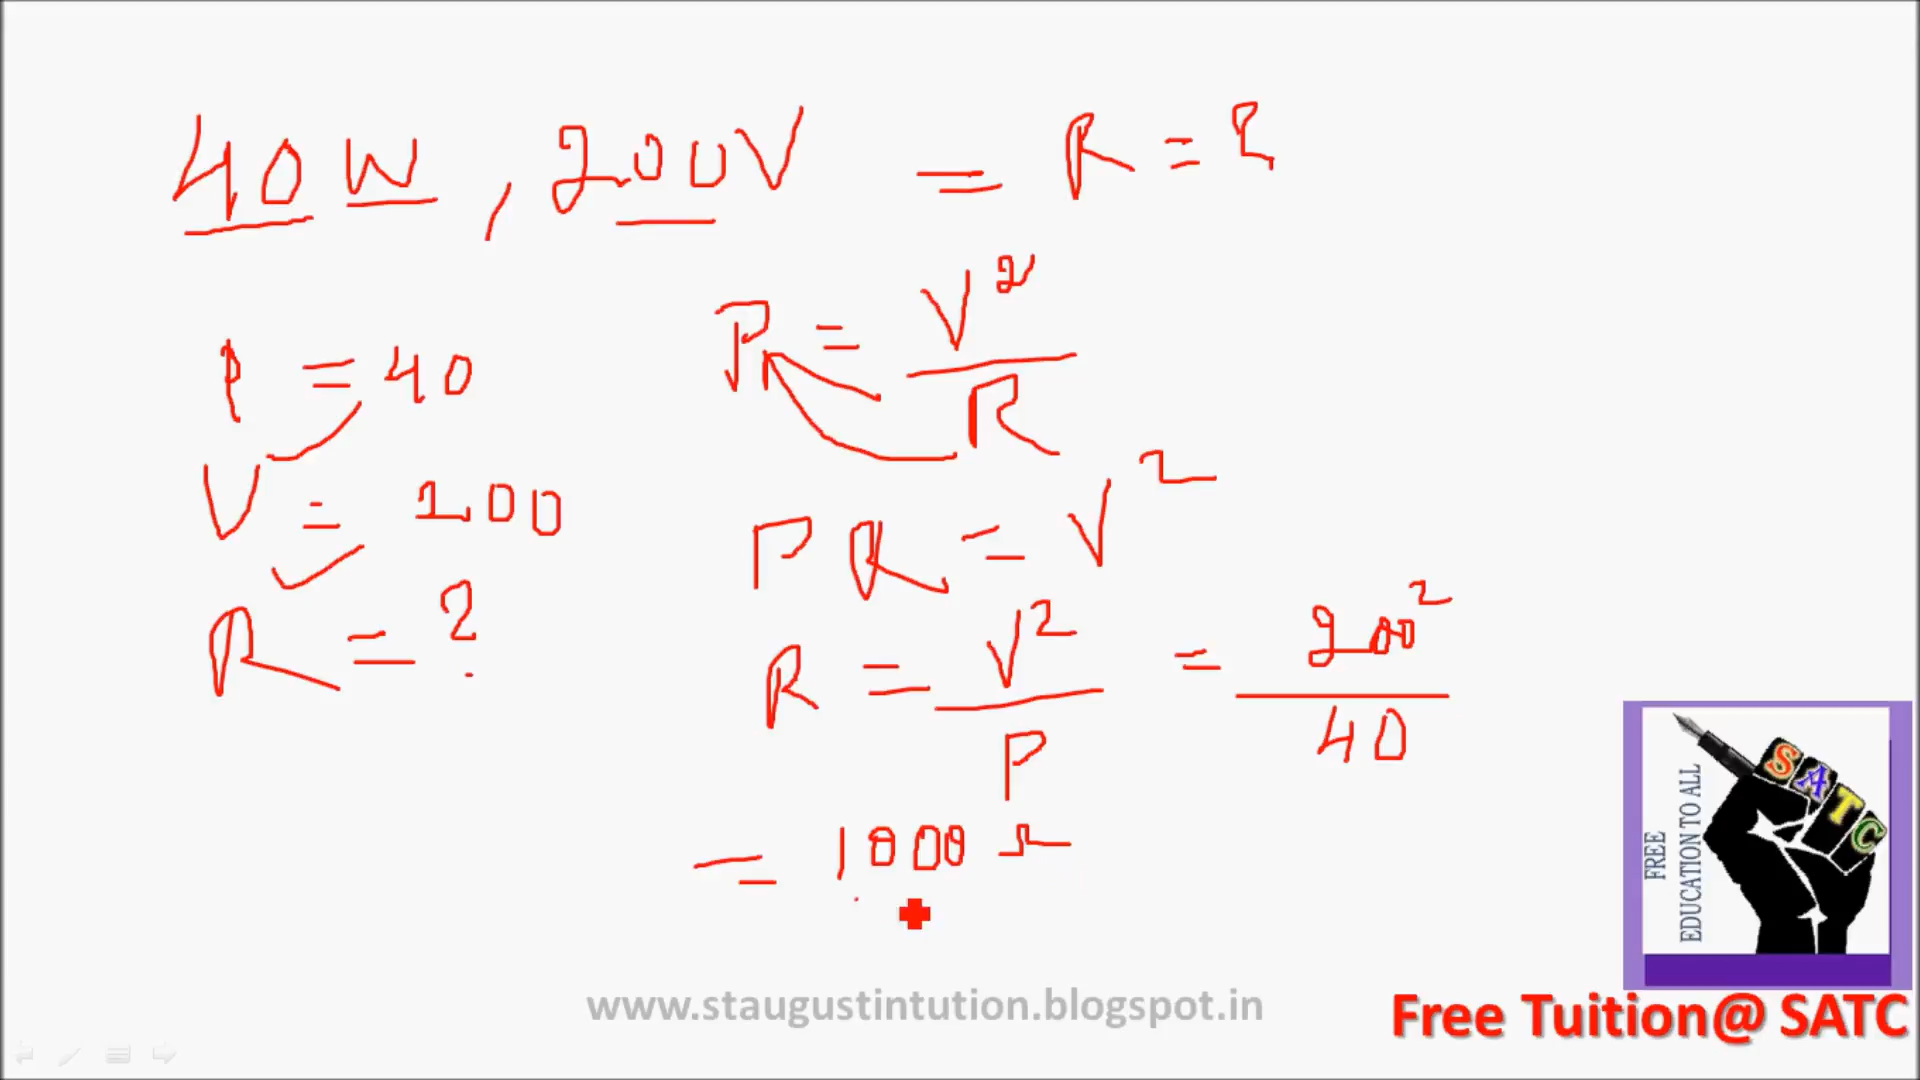 40 W, 200V = R = ?
P = 40
V = 200
R = ?
P = V²/R
PR = V²
R = V²/P = 200²/40
= 1000 Ω
FREE
EDUCATION TO ALL
SATC
www.staugustintution.blogspot.in
Free Tuition@ SATC